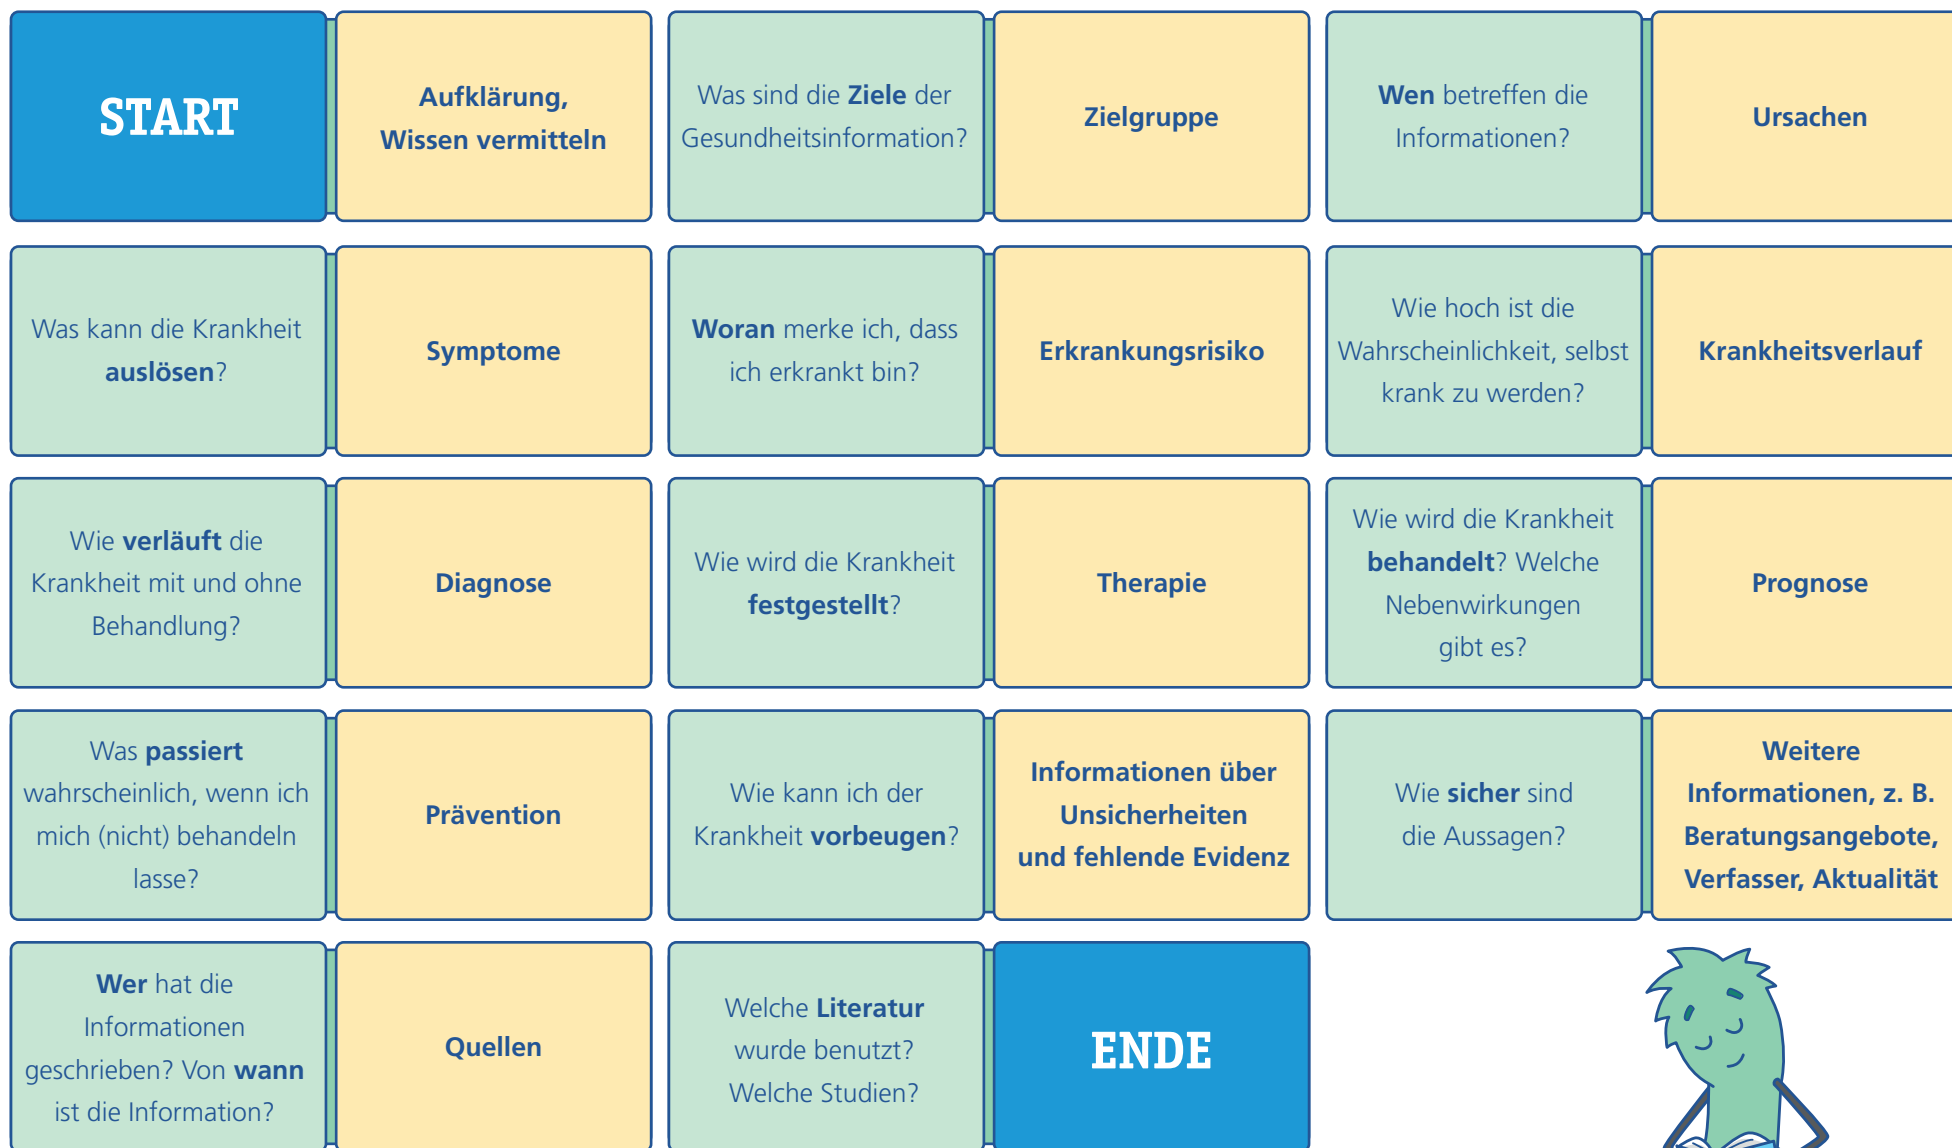 START
Aufklärung,
Wissen vermitteln
Was sind die Ziele der
Gesundheitsinformation?
Zielgruppe
Wen betreffen die
Informationen?
Ursachen
Was kann die Krankheit
auslösen?
Symptome
Woran merke ich, dass
ich erkrankt bin?
Erkrankungsrisiko
Wie hoch ist die
Wahrscheinlichkeit, selbst
krank zu werden?
Krankheitsverlauf
Wie verläuft die
Krankheit mit und ohne
Behandlung?
Diagnose
Wie wird die Krankheit
festgestellt?
Therapie
Wie wird die Krankheit
behandelt? Welche
Nebenwirkungen
gibt es?
Prognose
Was passiert
wahrscheinlich, wenn ich
mich (nicht) behandeln
lasse?
Prävention
Wie kann ich der
Krankheit vorbeugen?
Informationen über
Unsicherheiten
und fehlende Evidenz
Wie sicher sind
die Aussagen?
Weitere
Informationen, z. B.
Beratungsangebote,
Verfasser, Aktualität
Wer hat die
Informationen
geschrieben? Von wann
ist die Information?
Quellen
Welche Literatur
wurde benutzt?
Welche Studien?
ENDE